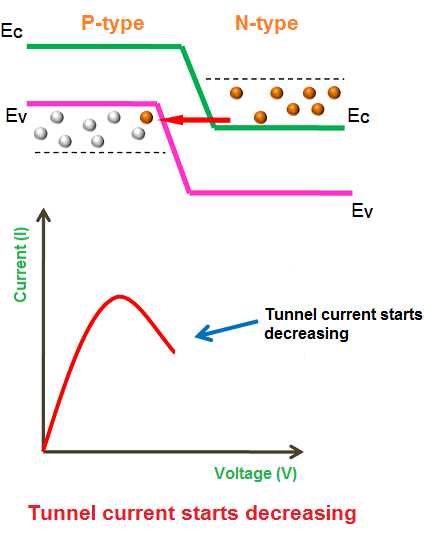 P-type N-type
Ec
Ev Ec
Ev
Current (I)
Tunnel current starts
decreasing
Voltage (V)
Tunnel current starts decreasing